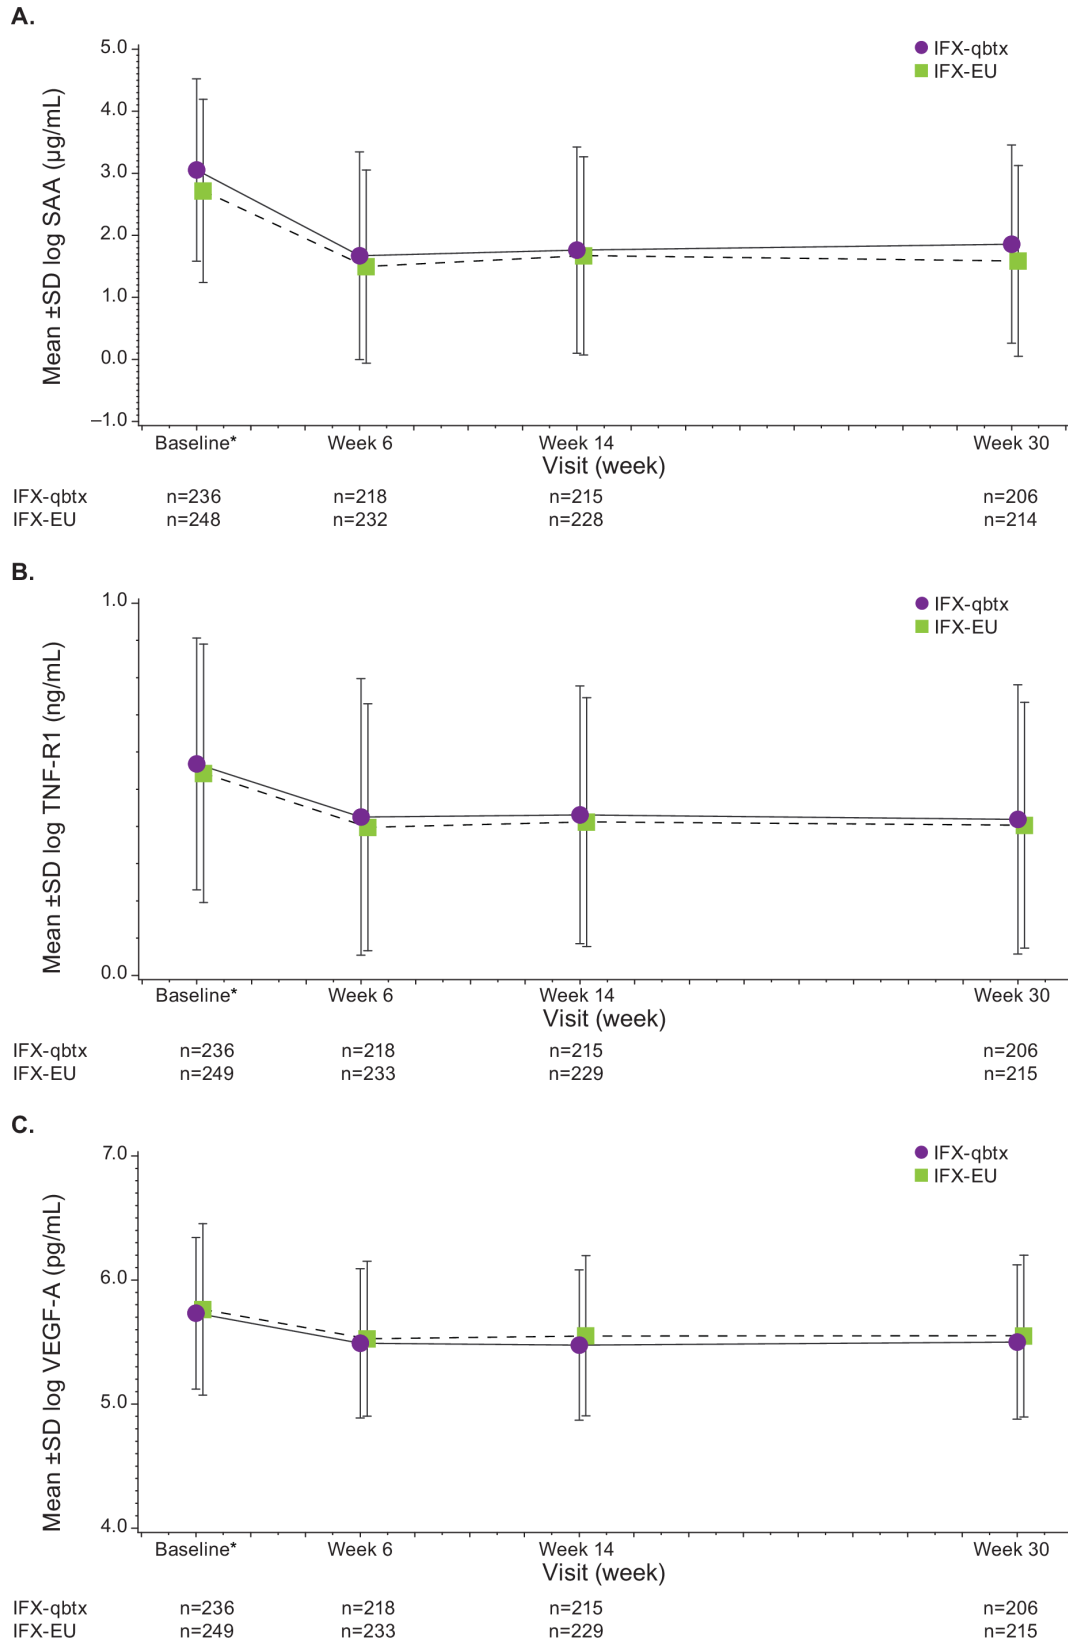 A.
5.0
4.0
3.0
2.0
1.0
0.0
–1.0
Mean ±SD log SAA (µg/mL)
IFX-qbtx
IFX-EU
Baseline* Week 6 Week 14 Week 30
Visit (week)
IFX-qbtx n=236 n=218 n=215 n=206
IFX-EU n=248 n=232 n=228 n=214
B.
1.0
0.0
Mean ±SD log TNF-R1 (ng/mL)
IFX-qbtx
IFX-EU
Baseline* Week 6 Week 14 Week 30
Visit (week)
IFX-qbtx n=236 n=218 n=215 n=206
IFX-EU n=249 n=233 n=229 n=215
C.
7.0
6.0
5.0
4.0
Mean ±SD log VEGF-A (pg/mL)
IFX-qbtx
IFX-EU
Baseline* Week 6 Week 14 Week 30
Visit (week)
IFX-qbtx n=236 n=218 n=215 n=206
IFX-EU n=249 n=233 n=229 n=215